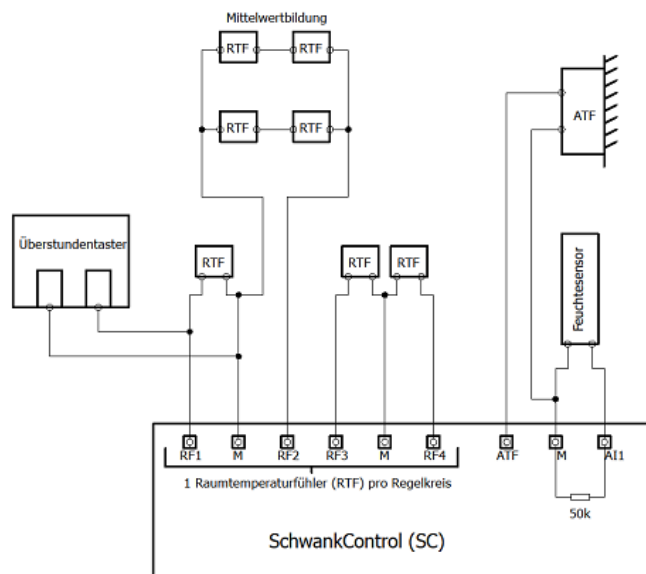 Mittelwertbildung
RTF RTF
RTF RTF
ATF
Überstundentaster
RTF
RTF RTF
Feuchtesensor
RF1 M RF2 RF3 M RF4 ATF M AI1
1 Raumtemperaturfühler (RTF) pro Regelkreis
50k
SchwankControl (SC)